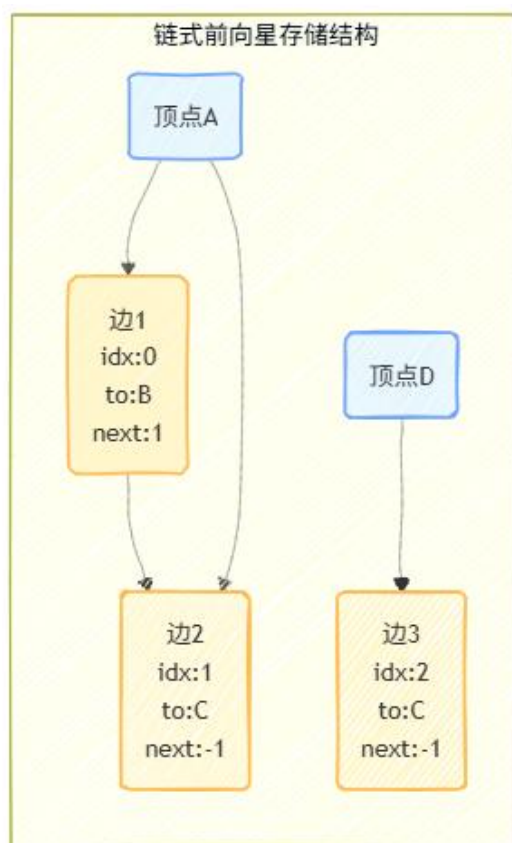 链式前向星存储结构
顶点A
边1
idx:0
to:B
next:1
顶点D
边2
idx:1
to:C
next:-1
边3
idx:2
to:C
next:-1